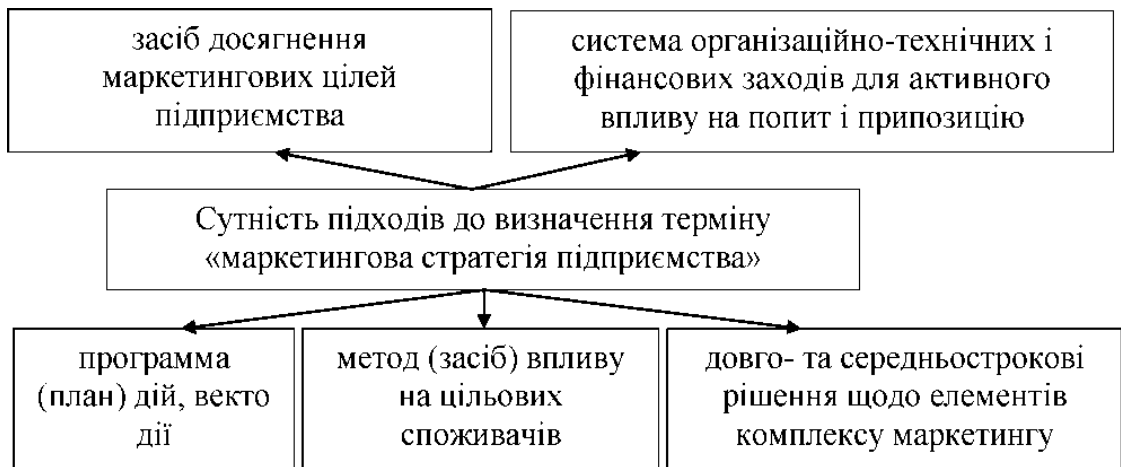 засіб досягнення
маркетингових цілей
підприємства
система організаційно-технічних і
фінансових заходів для активного
впливу на попит і припозицію
Сутність підходів до визначення терміну
«маркетингова стратегія підприємства»
программа
(план) дій, векто
дії
метод (засіб) впливу
на цільових
споживачів
довго- та середньострокові
рішення щодо елементів
комплексу маркетингу